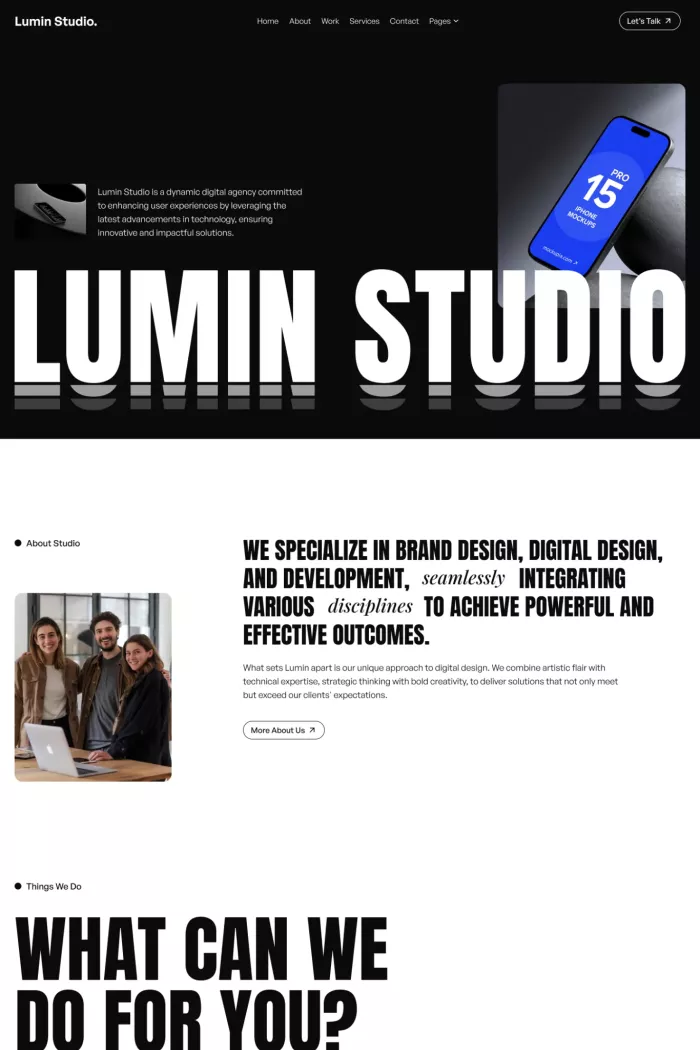 Lumin Studio.
Home About Work Services Contact Pages
Let's Talk
PRO
15
IPHONE
MOCKUPS
mockups.com
Lumin Studio is a dynamic digital agency committed
to enhancing user experiences by leveraging the
latest advancements in technology, ensuring
innovative and impactful solutions.
LUMIN STUDIO
About Studio
WE SPECIALIZE IN BRAND DESIGN, DIGITAL DESIGN,
AND DEVELOPMENT, seamlessly INTEGRATING
VARIOUS disciplines TO ACHIEVE POWERFUL AND
EFFECTIVE OUTCOMES.
What sets Lumin apart is our unique approach to digital design. We combine artistic flair with
technical expertise, strategic thinking with bold creativity, to deliver solutions that not only meet
but exceed our clients' expectations.
More About Us
Things We Do
WHAT CAN WE
DO FOR YOU?